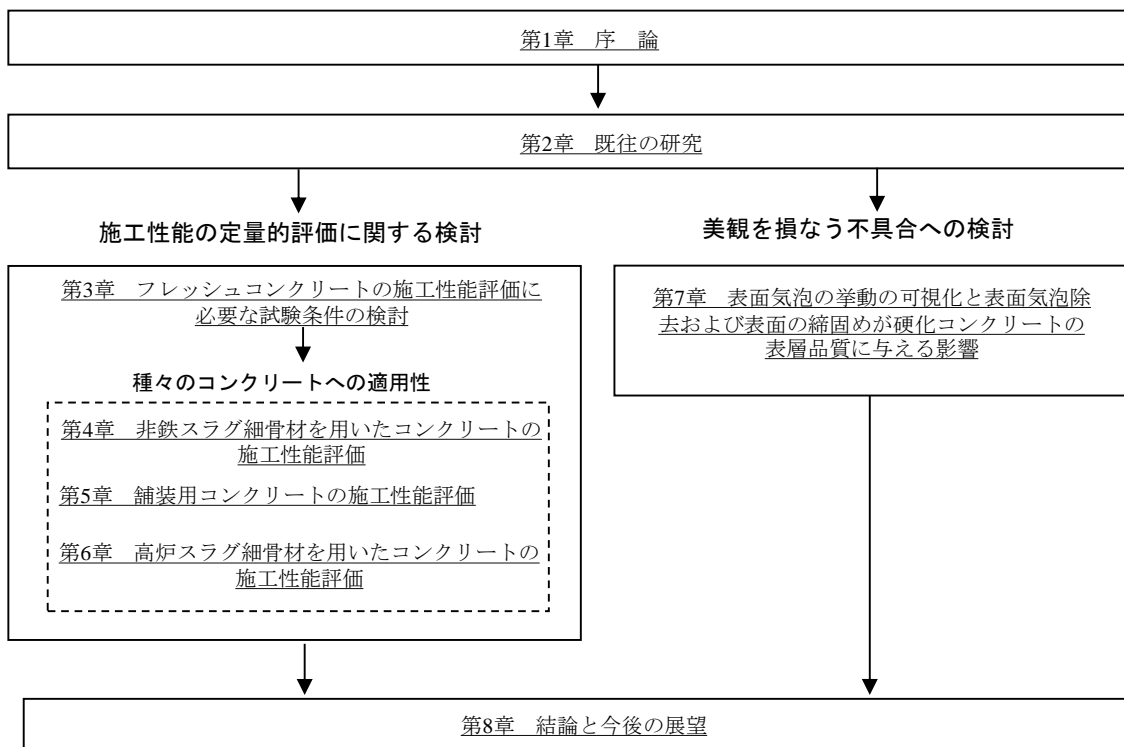 第1章　序　論
第2章　既往の研究
施工性能の定量的評価に関する検討
第3章　フレッシュコンクリートの施工性能評価に
必要な試験条件の検討
種々のコンクリートへの適用性
第4章　非鉄スラグ細骨材を用いたコンクリートの
施工性能評価
第5章　舗装用コンクリートの施工性能評価
第6章　高炉スラグ細骨材を用いたコンクリートの
施工性能評価
美観を損なう不具合への検討
第7章　表面気泡の挙動の可視化と表面気泡除
去および表面の締固めが硬化コンクリートの
表層品質に与える影響
第8章　結論と今後の展望